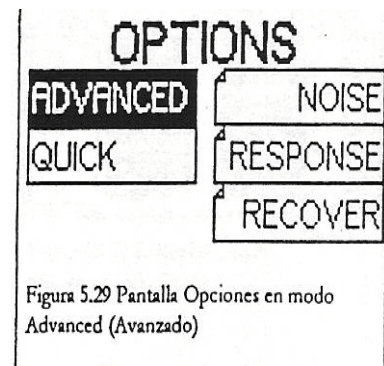 OPTIONS
ADVANCED
NOISE
QUICK
RESPONSE
RECOVER
Figura 5.29 Pantalla Opciones en modo
Advanced (Avanzado)